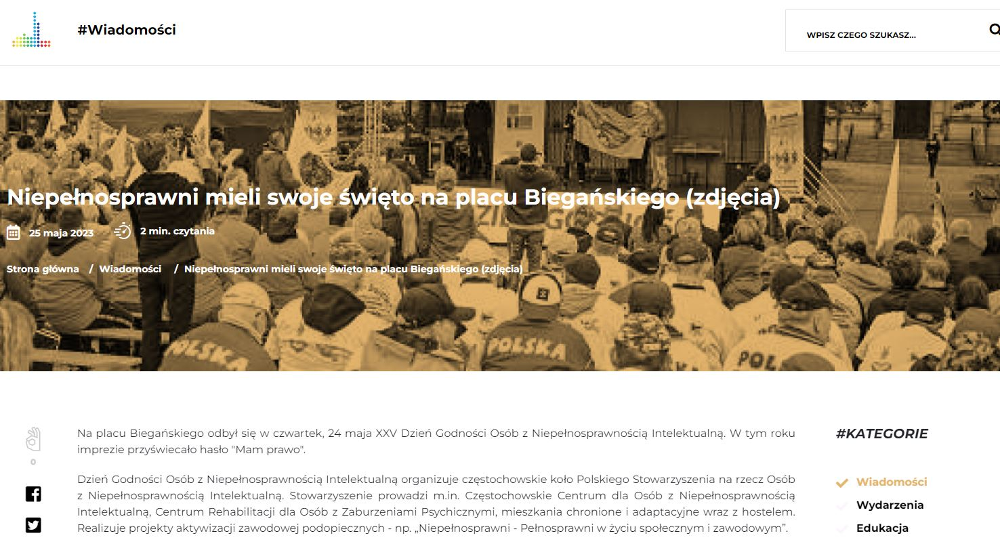 #Wiadomości
WPISZ CZEGO SZUKASZ...
Niepełnosprawni mieli swoje święto na placu Biegańskiego (zdjęcia)
25 maja 2023
2 min. czytania
Strona główna / Wiadomości / Niepełnosprawni mieli swoje święto na placu Biegańskiego (zdjęcia)
POLSKA
POLSKA
POL
Na placu Biegańskiego odbył się w czwartek, 24 maja XXV Dzień Godności Osób z Niepełnosprawnością Intelektualną. W tym roku
imprezie przyświecało hasło "Mam prawo".
0
Dzień Godności Osób z Niepełnosprawnością Intelektualną organizuje częstochowskie koło Polskiego Stowarzyszenia na rzecz Osób
z Niepełnosprawnością Intelektualną. Stowarzyszenie prowadzi m.in. Częstochowskie Centrum dla Osób z Niepełnosprawnością
Intelektualną, Centrum Rehabilitacji dla Osób z Zaburzeniami Psychicznymi, mieszkania chronione i adaptacyjne wraz z hostelem.
Realizuje projekty aktywizacji zawodowej podopiecznych - np. „Niepełnosprawni - Pełnosprawni w życiu społecznym i zawodowym”.
#KATEGORIE
Wiadomości
Wydarzenia
Edukacja